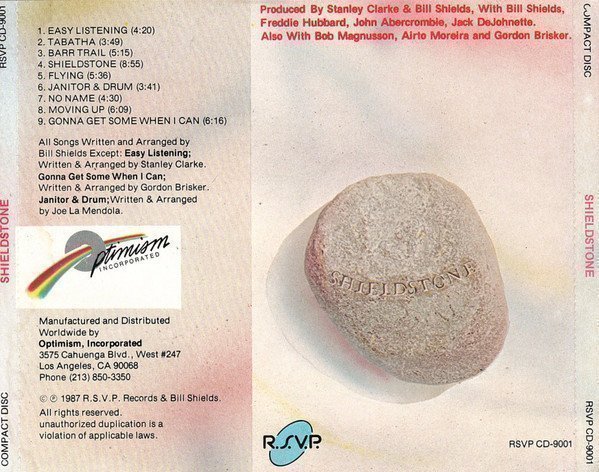 RSVP CD-9001
SHIELDSTONE
COMPACT DISC
1. EASY LISTENING (4:20)
2. TABATHA (3:49)
3. BARR TRAIL (5:15)
4. SHIELDSTONE (8:55)
5. FLYING (5:36)
6. JANITOR & DRUM (3:41)
7. NO NAME (4:30)
8. MOVING UP (6:09)
9. GONNA GET SOME WHEN I CAN (6:16)
All Songs Written and Arranged by
Bill Shields Except: Easy Listening;
Written & Arranged by Stanley Clarke.
Gonna Get Some When I Can;
Written & Arranged by Gordon Brisker.
Janitor & Drum;Written & Arranged
by Joe La Mendola.
Optimism
INCORPORATED
Manufactured and Distributed
Worldwide by
Optimism, Incorporated
3575 Cahuenga Blvd., West #247
Los Angeles, CA 90068
Phone (213) 850-3350
© ℗ 1987 R.S.V.P. Records & Bill Shields.
All rights reserved.
unauthorized duplication is a
violation of applicable laws.
Produced By Stanley Clarke & Bill Shields, With Bill Shields,
Freddie Hubbard, John Abercrombie, Jack DeJohnette.
Also With Bob Magnusson, Airto Moreira and Gordon Brisker.
SHIELDSTONE
R.S.V.P.
RSVP CD-9001
COMPACT DISC
SHIELDSTONE
RSVP CD-9001